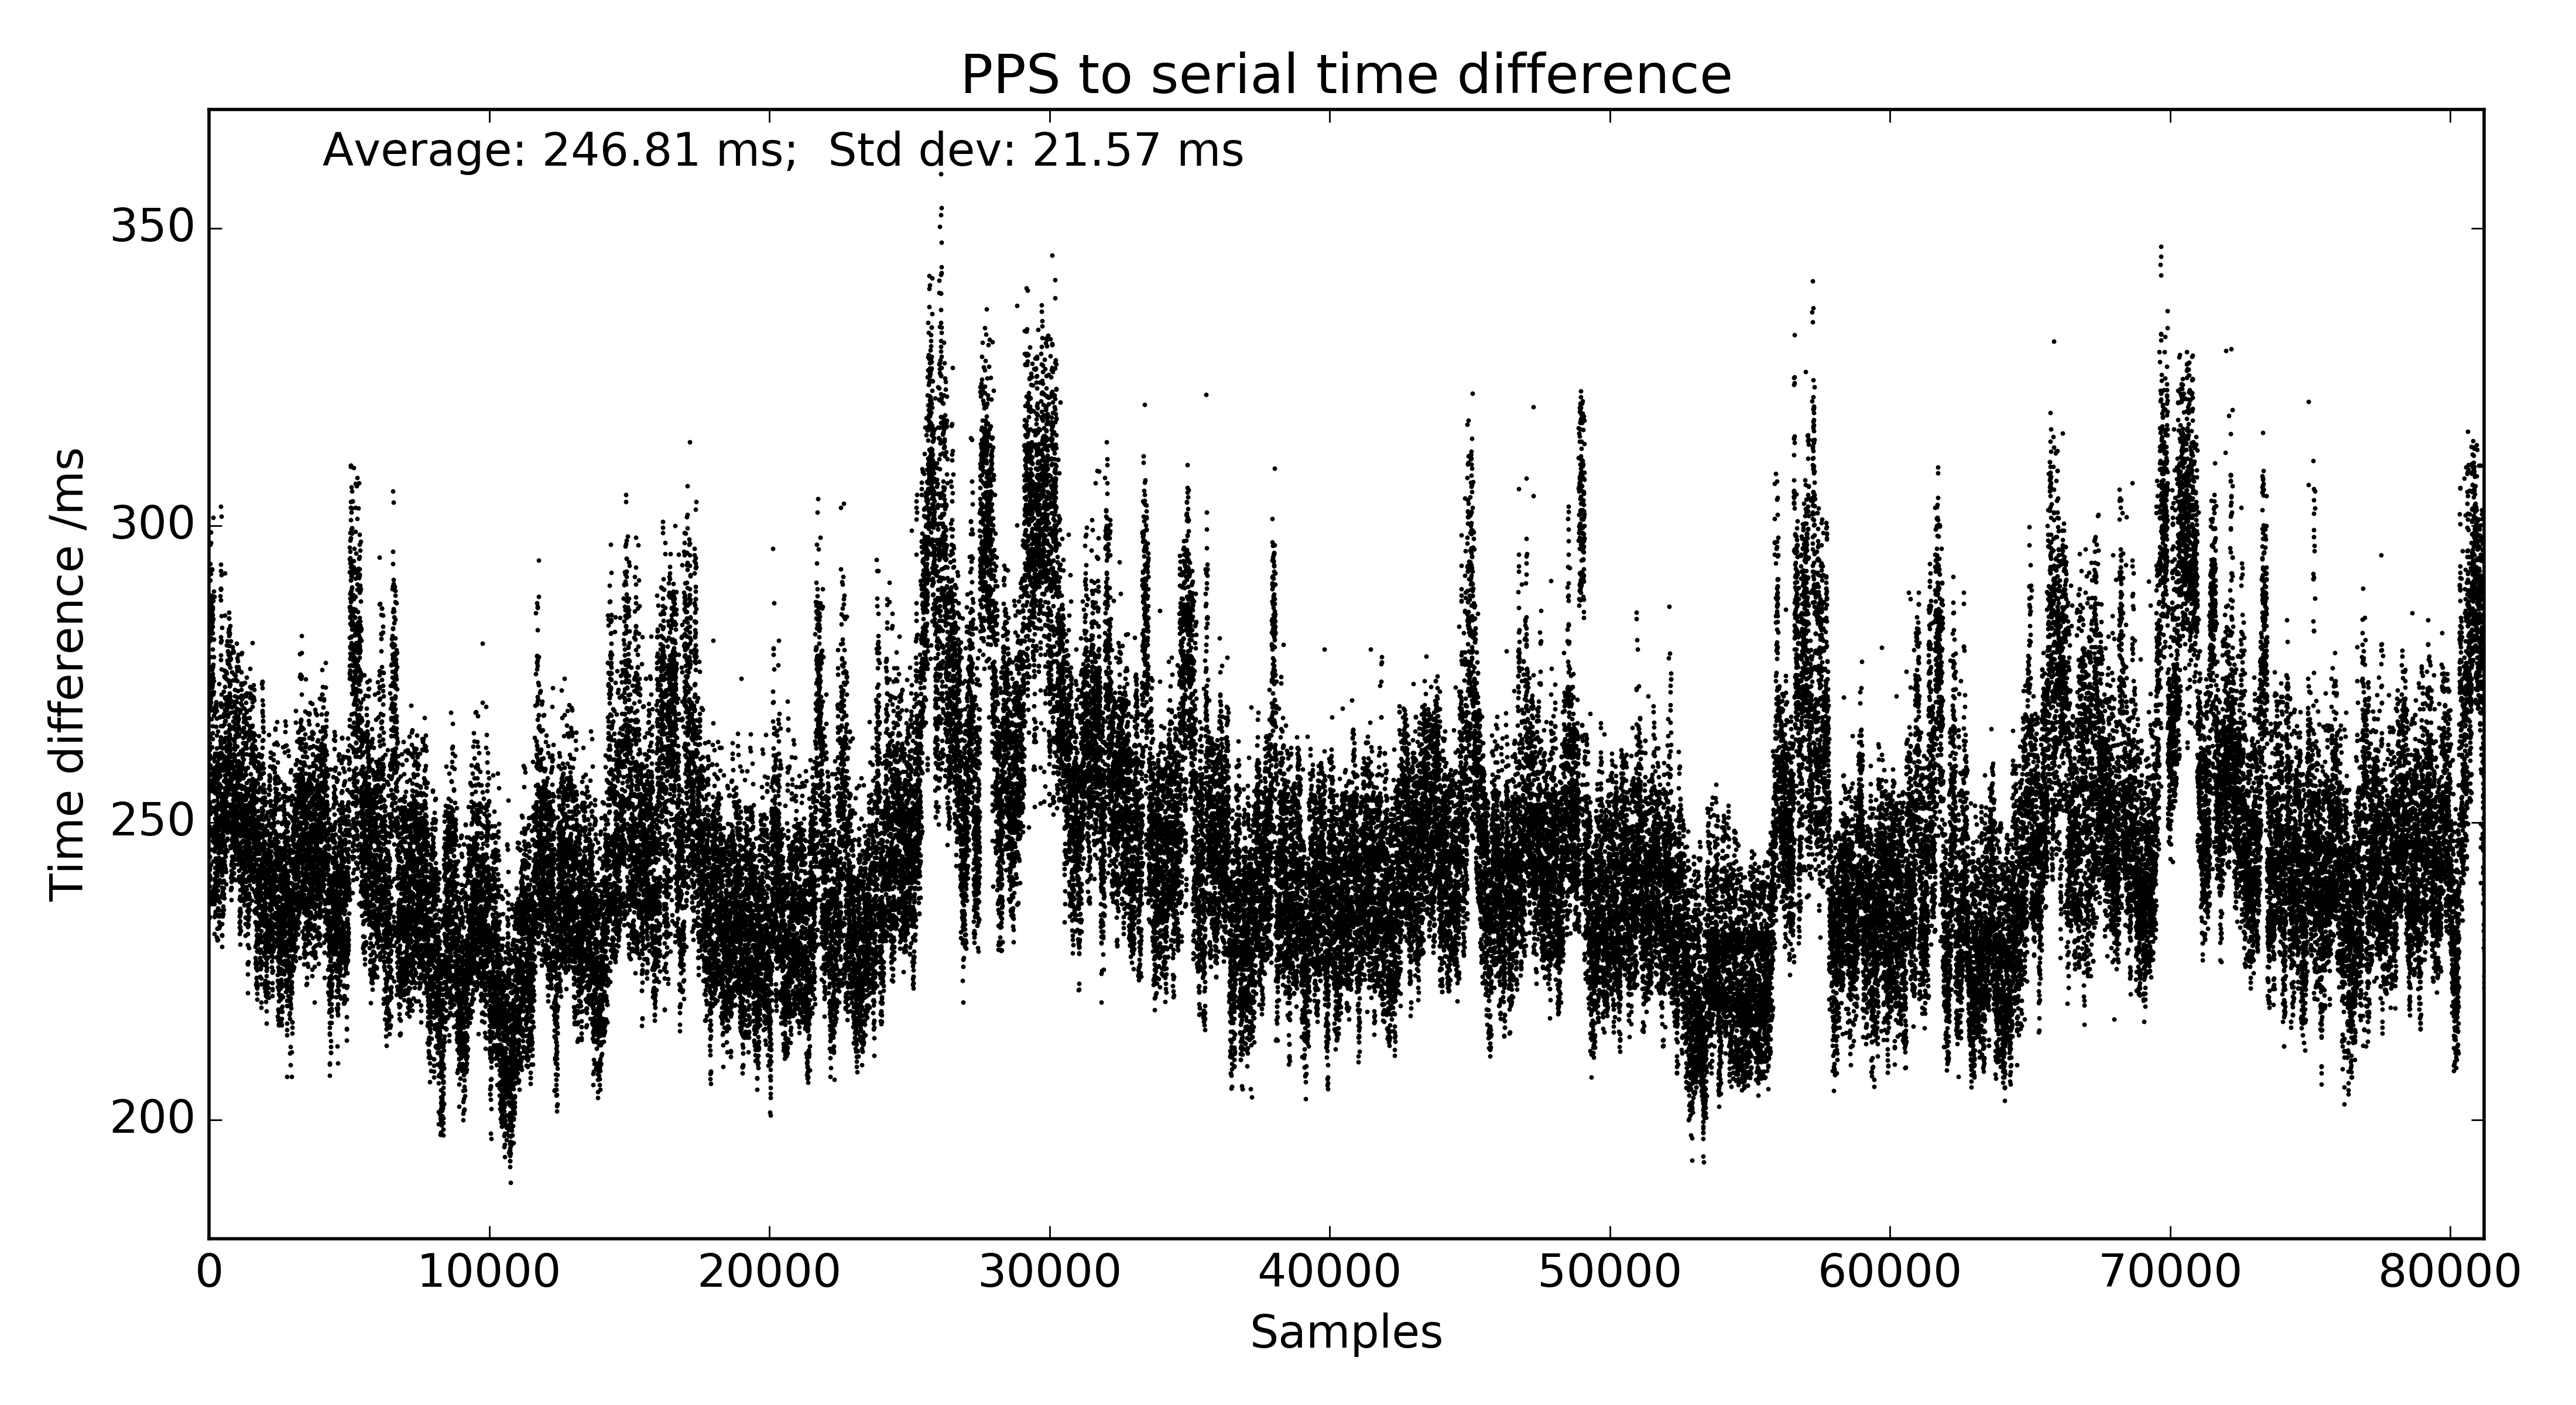 PPS to serial time difference
Average: 246.81 ms;  Std dev: 21.57 ms
350
300
250
200
Time difference /ms
0 10000 20000 30000 40000 50000 60000 70000 80000
Samples